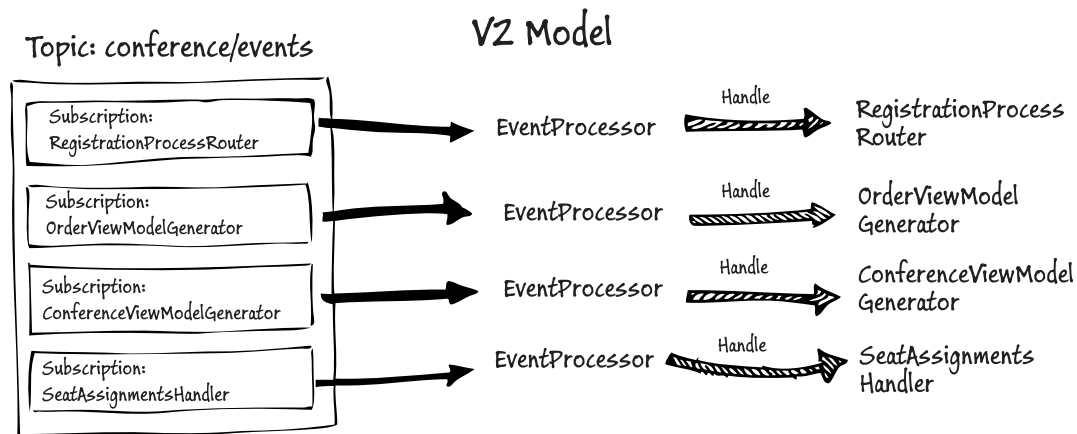 V2 Model
Topic: conference/events
Subscription:
RegistrationProcessRouter
EventProcessor
Handle
RegistrationProcess
Router
Subscription:
OrderViewModelGenerator
EventProcessor
Handle
OrderViewModel
Generator
Subscription:
ConferenceViewModelGenerator
EventProcessor
Handle
ConferenceViewModel
Generator
Subscription:
SeatAssignmentsHandler
EventProcessor
Handle
SeatAssignments
Handler